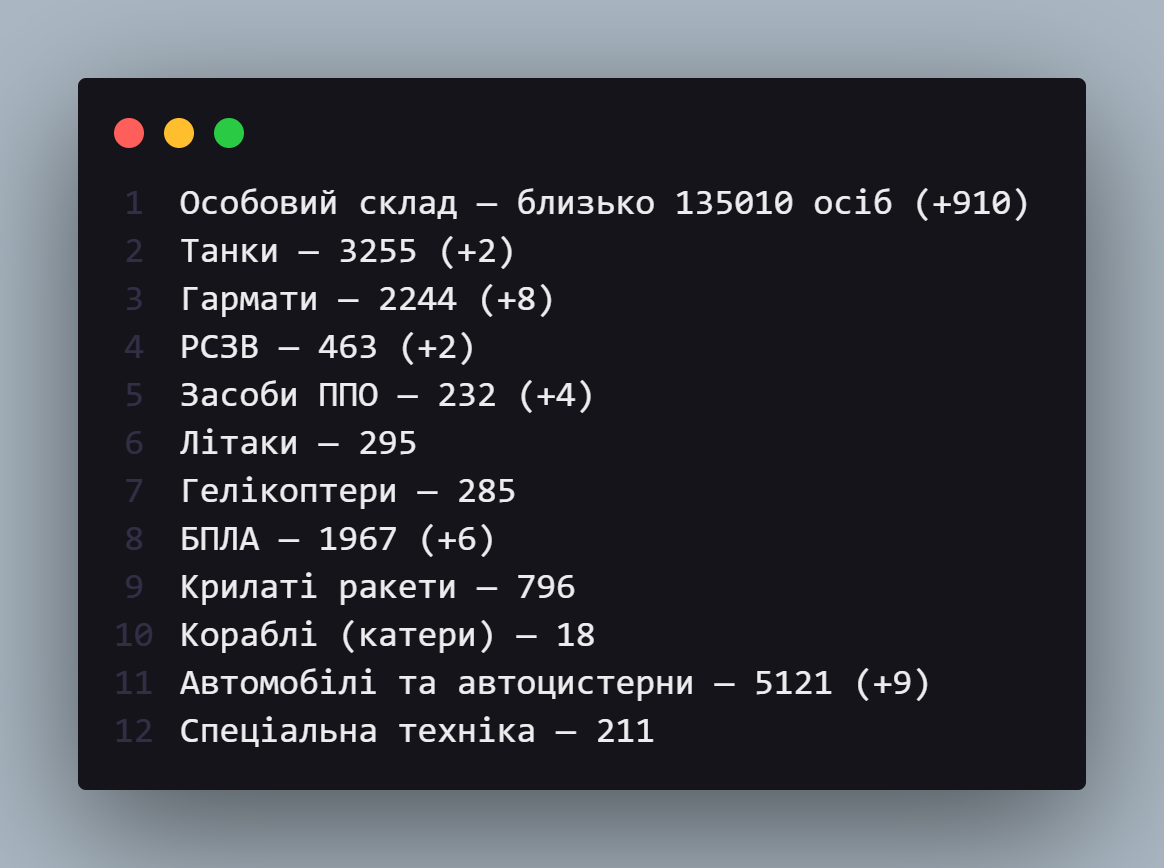 1 Особовий склад — близько 135010 осіб (+910)
2 Танки — 3255 (+2)
3 Гармати — 2244 (+8)
4 РСЗВ — 463 (+2)
5 Засоби ППО — 232 (+4)
6 Літаки — 295
7 Гелікоптери — 285
8 БПЛА — 1967 (+6)
9 Крилаті ракети — 796
10 Кораблі (катери) — 18
11 Автомобілі та автоцистерни — 5121 (+9)
12 Спеціальна техніка — 211